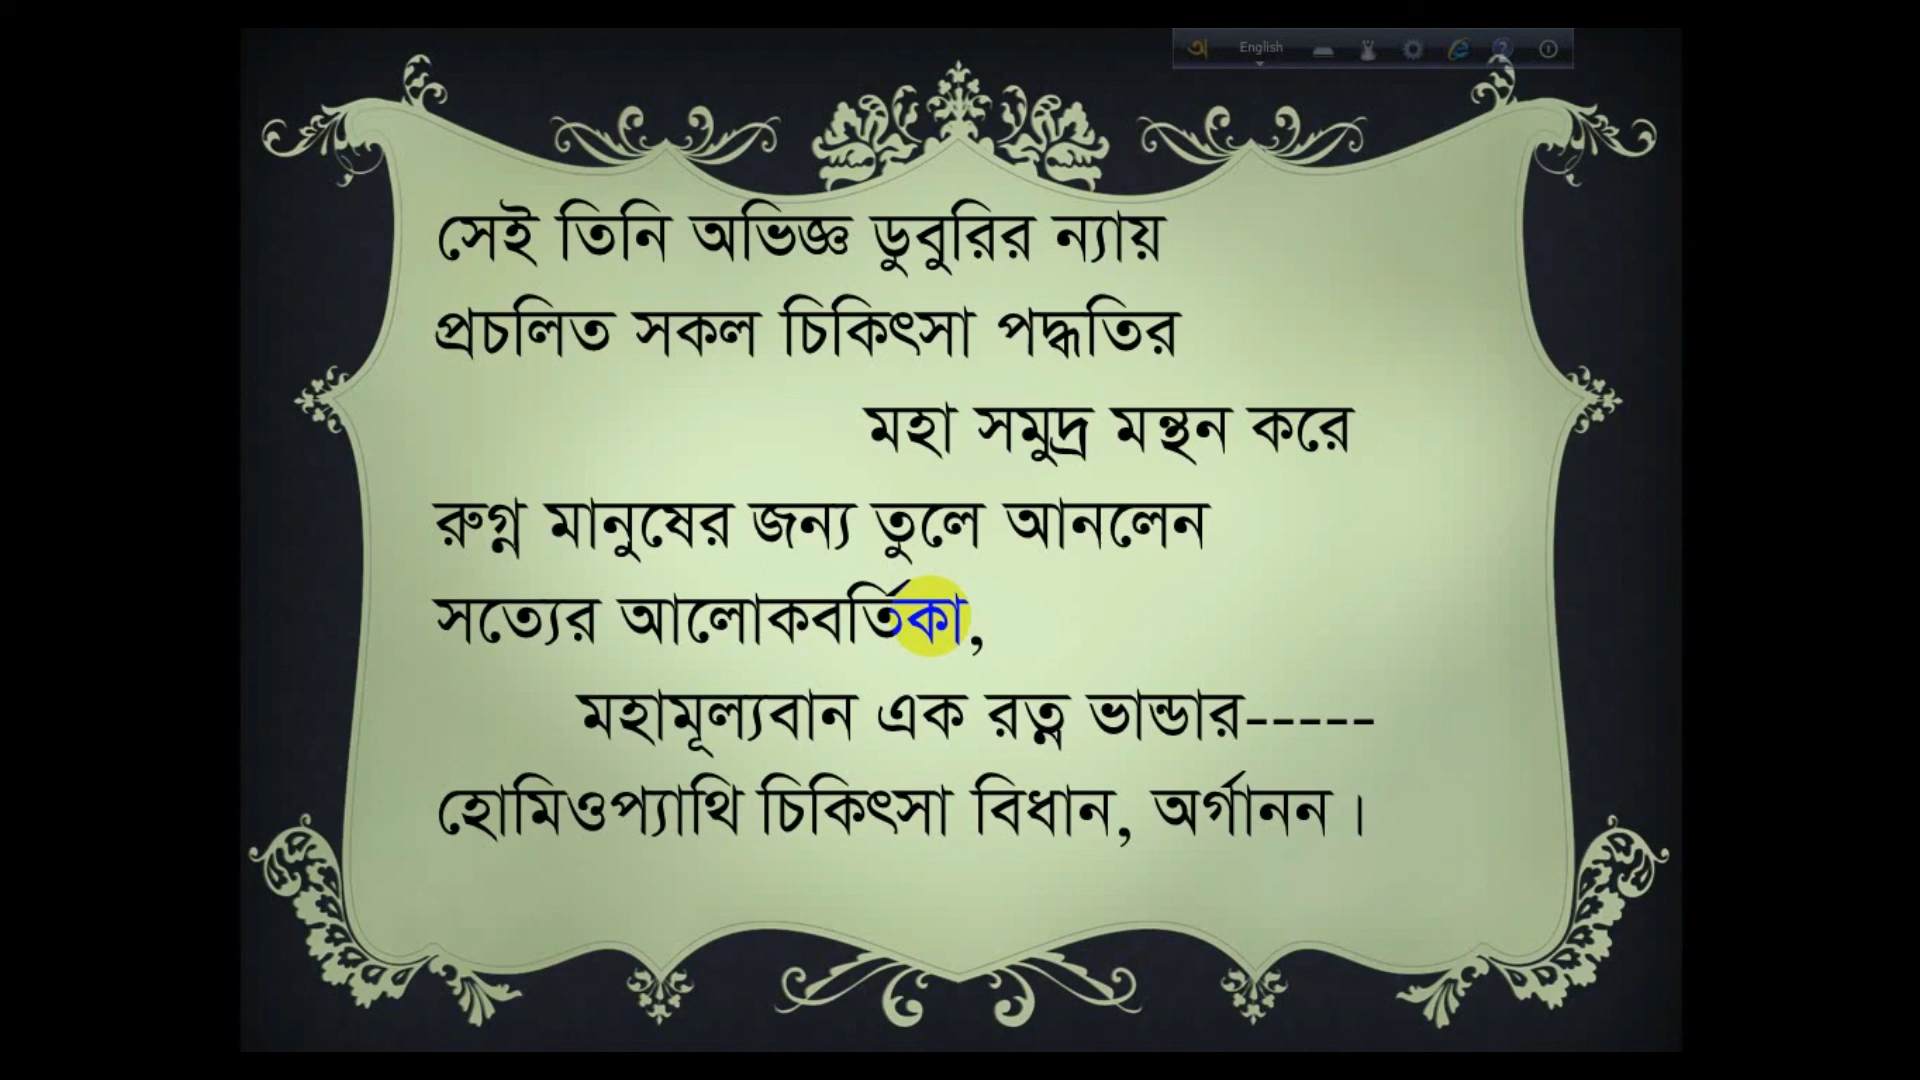 English
সেই তিনি অভিজ্ঞ ডুবুরির ন্যায়
প্রচলিত সকল চিকিৎসা পদ্ধতির
মহা সমুদ্র মন্থন করে
রুগ্ন মানুষের জন্য তুলে আনলেন
সত্যের আলোকবর্তিকা,
মহামূল্যবান এক রত্ন ভান্ডার-----
হোমিওপ্যাথি চিকিৎসা বিধান, অর্গানন।